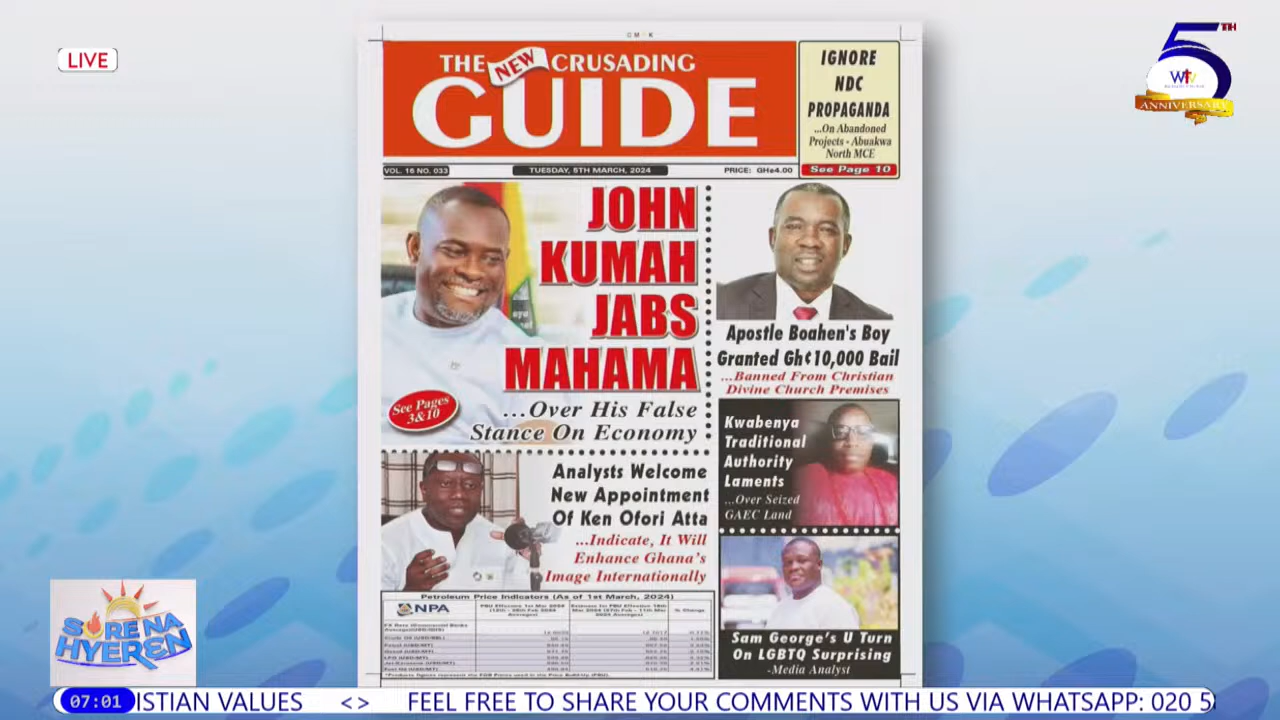 LIVE
5TH
Wtv
ANNIVERSARY
THE NEW CRUSADING
GUIDE
VOL. 16 NO. 033
TUESDAY, 5TH MARCH, 2024
PRICE: GH¢4.00
IGNORE
NDC
PROPAGANDA
...On Abandoned
Projects - Abuakwa
North MCE
See Page 10
JOHN
KUMAH
JABS
MAHAMA
...Over His False
Stance On Economy
See Pages
3&10
Apostle Boahen's Boy
Granted Gh¢10,000 Bail
...Banned From Christian
Divine Church Premises
Kwabenya
Traditional
Authority
Laments
...Over Seized
GAEC Land
Analysts Welcome
New Appointment
Of Ken Ofori Atta
...Indicate, It Will
Enhance Ghana's
Image Internationally
Sam George's U Turn
On LGBTQ Surprising
-Media Analyst
Petroleum Price Indicators (As of 1st March, 2024)
NPA
% Change
SORE NA
HYEREN
07:01 ISTIAN VALUES <> FEEL FREE TO SHARE YOUR COMMENTS WITH US VIA WHATSAPP: 020 5